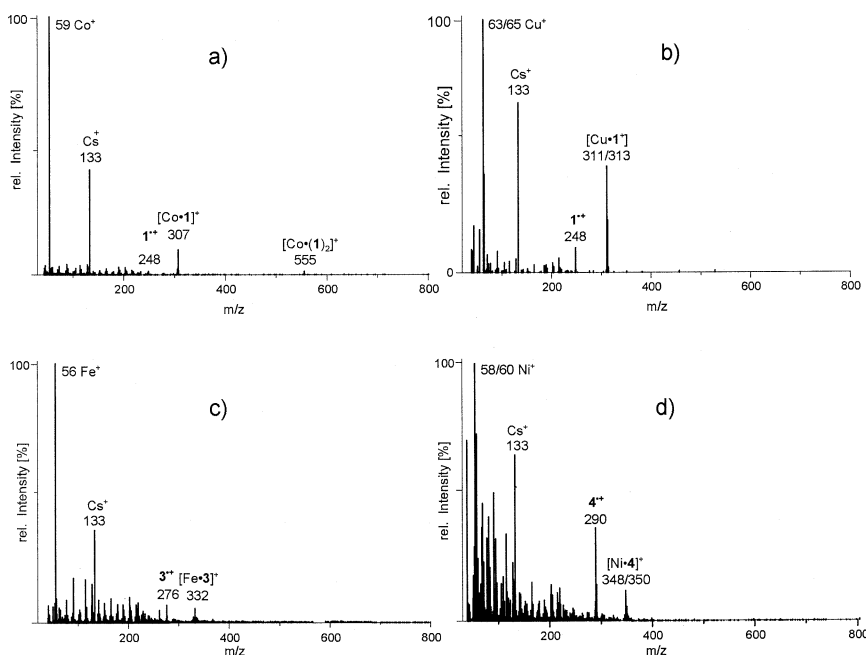 100
59 Co⁺
a)
rel. Intensity [%]
Cs⁺
133
1•⁺
248
[Co•1]⁺
307
[Co•(1)₂]⁺
555
200
400
600
800
m/z
100
63/65 Cu⁺
b)
rel. Intensity [%]
Cs⁺
133
[Cu•1⁺]
311/313
1•⁺
248
0
200
400
600
800
m/z
100
56 Fe⁺
c)
rel. Intensity [%]
Cs⁺
133
3•⁺ [Fe•3]⁺
276 332
200
400
600
800
m/z
100
58/60 Ni⁺
d)
rel. Intensity [%]
Cs⁺
133
4•⁺
290
[Ni•4]⁺
348/350
200
400
600
800
m/z